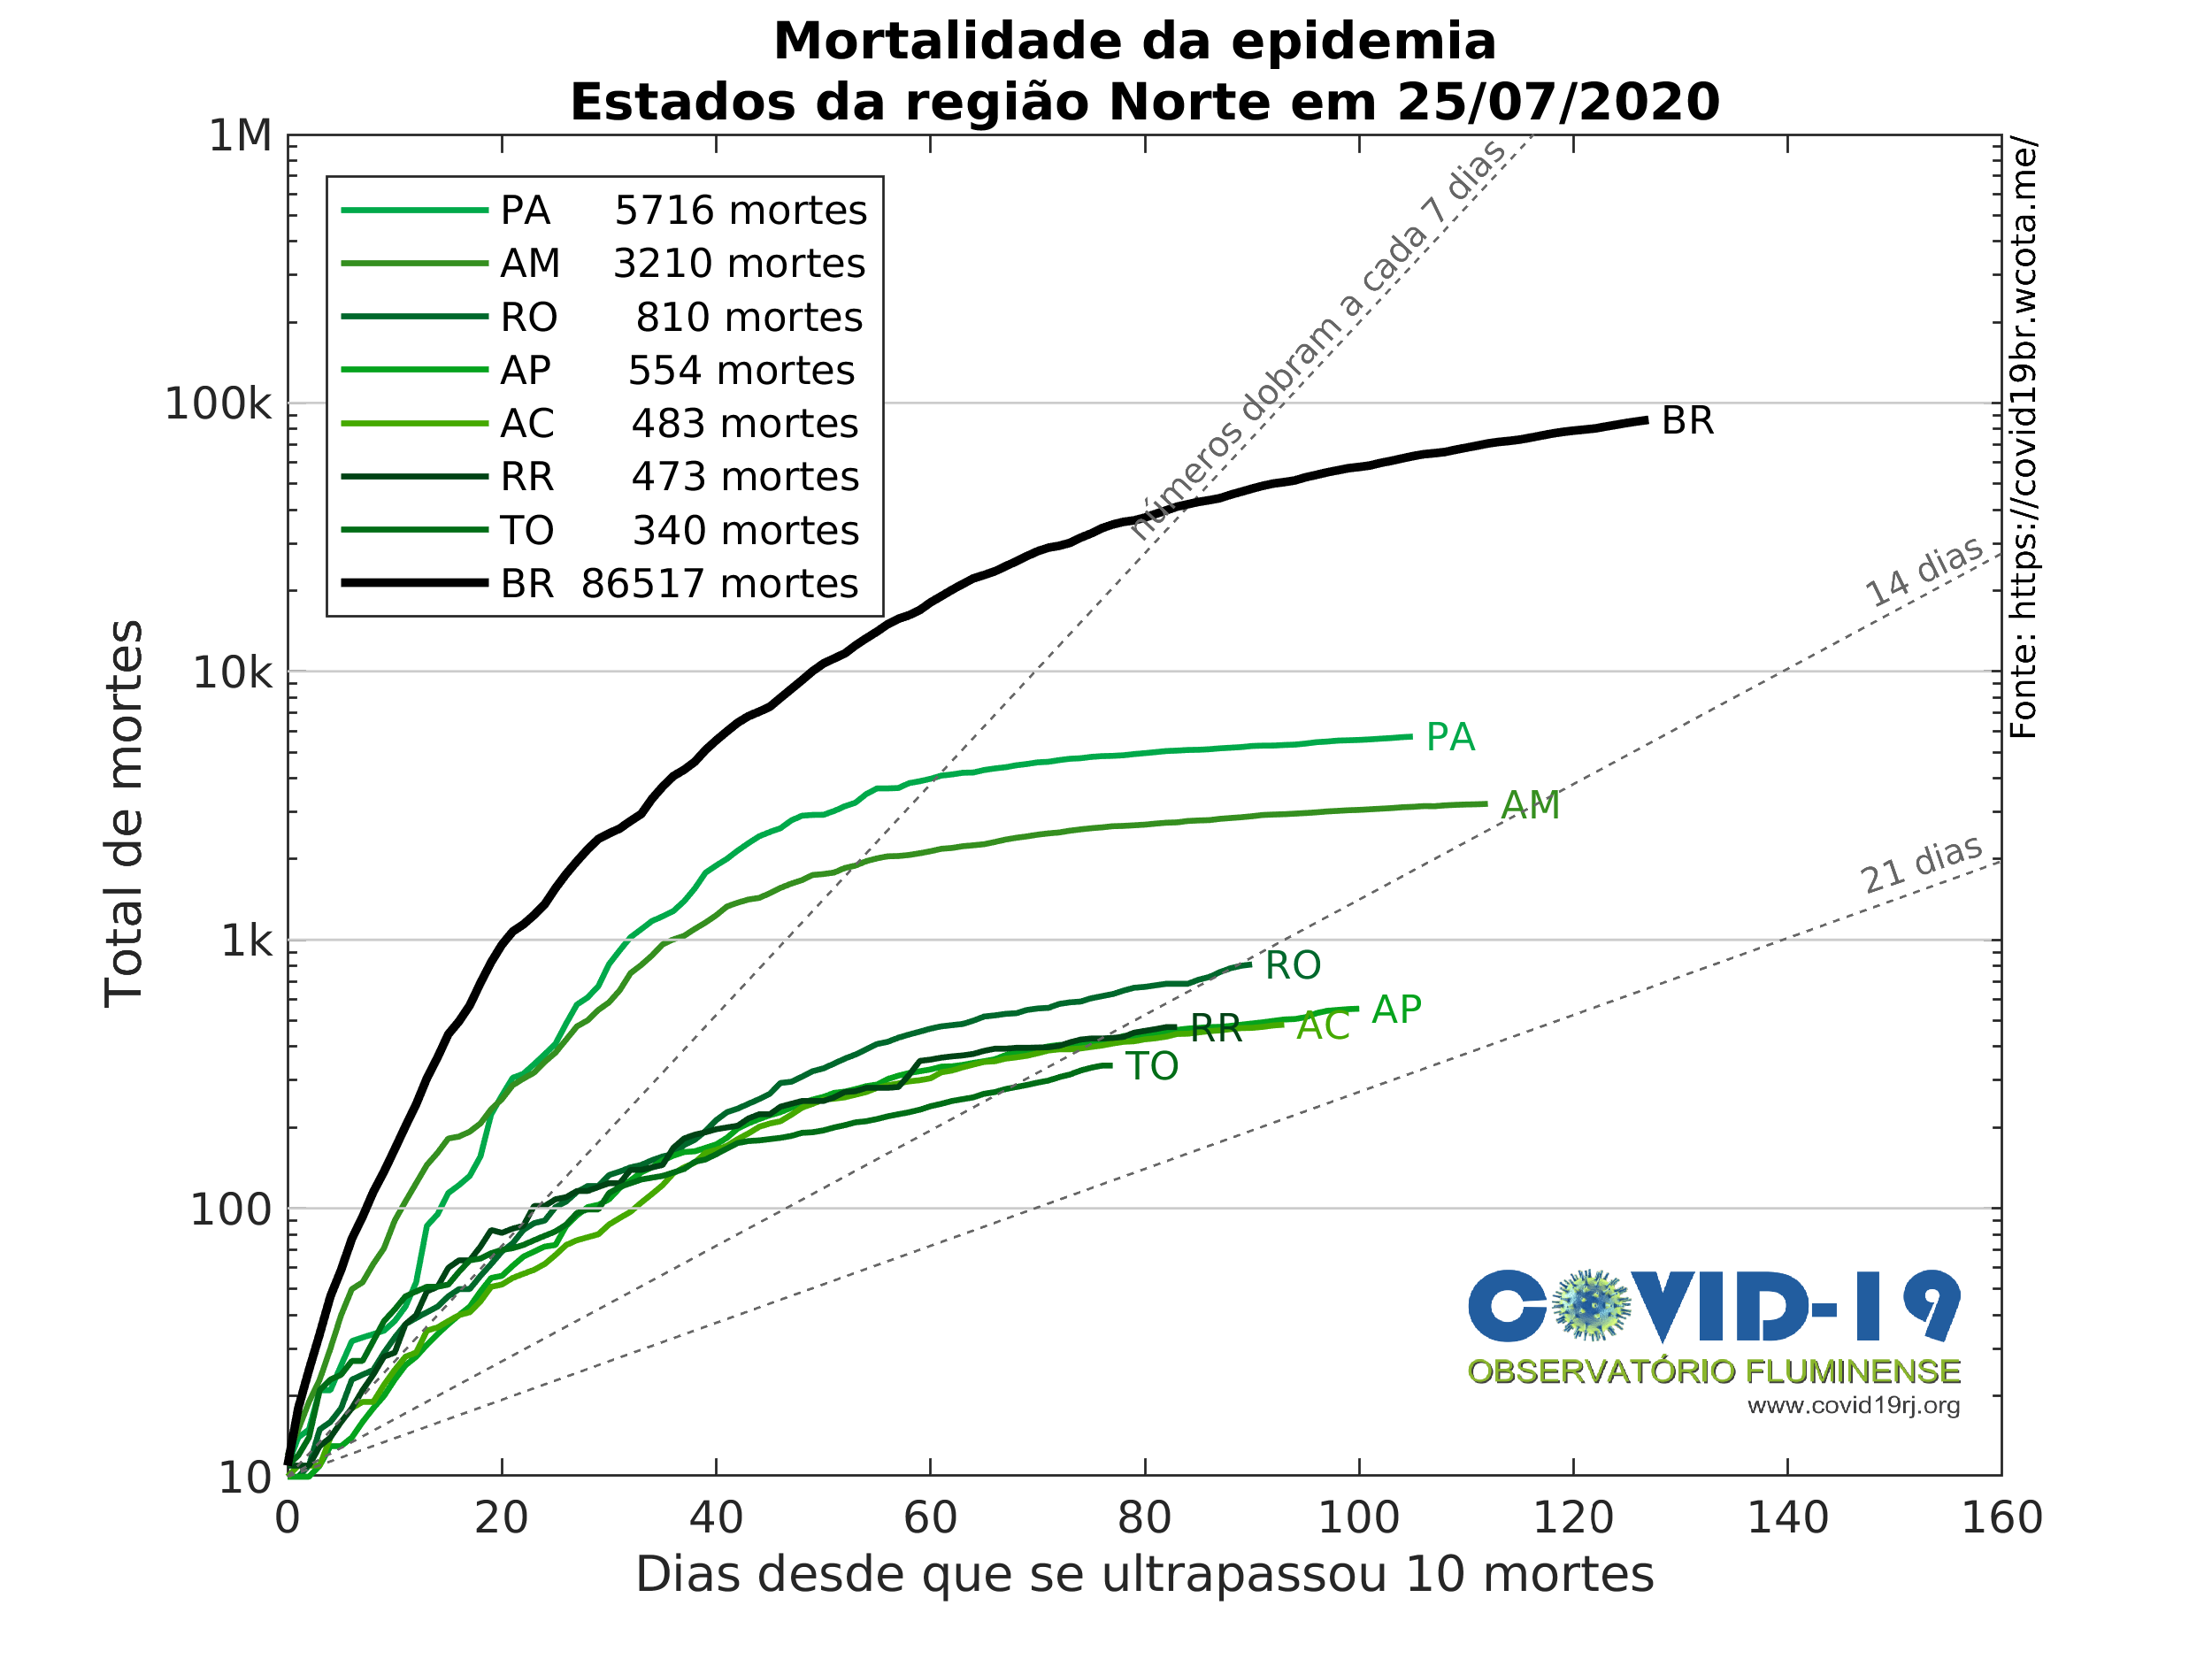 Mortalidade da epidemia
Estados da região Norte em 25/07/2020
1M
100k
10k
1k
100
10
Total de mortes
PA 5716 mortes
AM 3210 mortes
RO 810 mortes
AP 554 mortes
AC 483 mortes
RR 473 mortes
TO 340 mortes
BR 86517 mortes
números dobram a cada 7 dias
14 dias
21 dias
BR
PA
AM
RO
AP
AC
RR
TO
Fonte: https://covid19br.wcota.me/
COVID-19
OBSERVATÓRIO FLUMINENSE
www.covid19rj.org
0 20 40 60 80 100 120 140 160
Dias desde que se ultrapassou 10 mortes